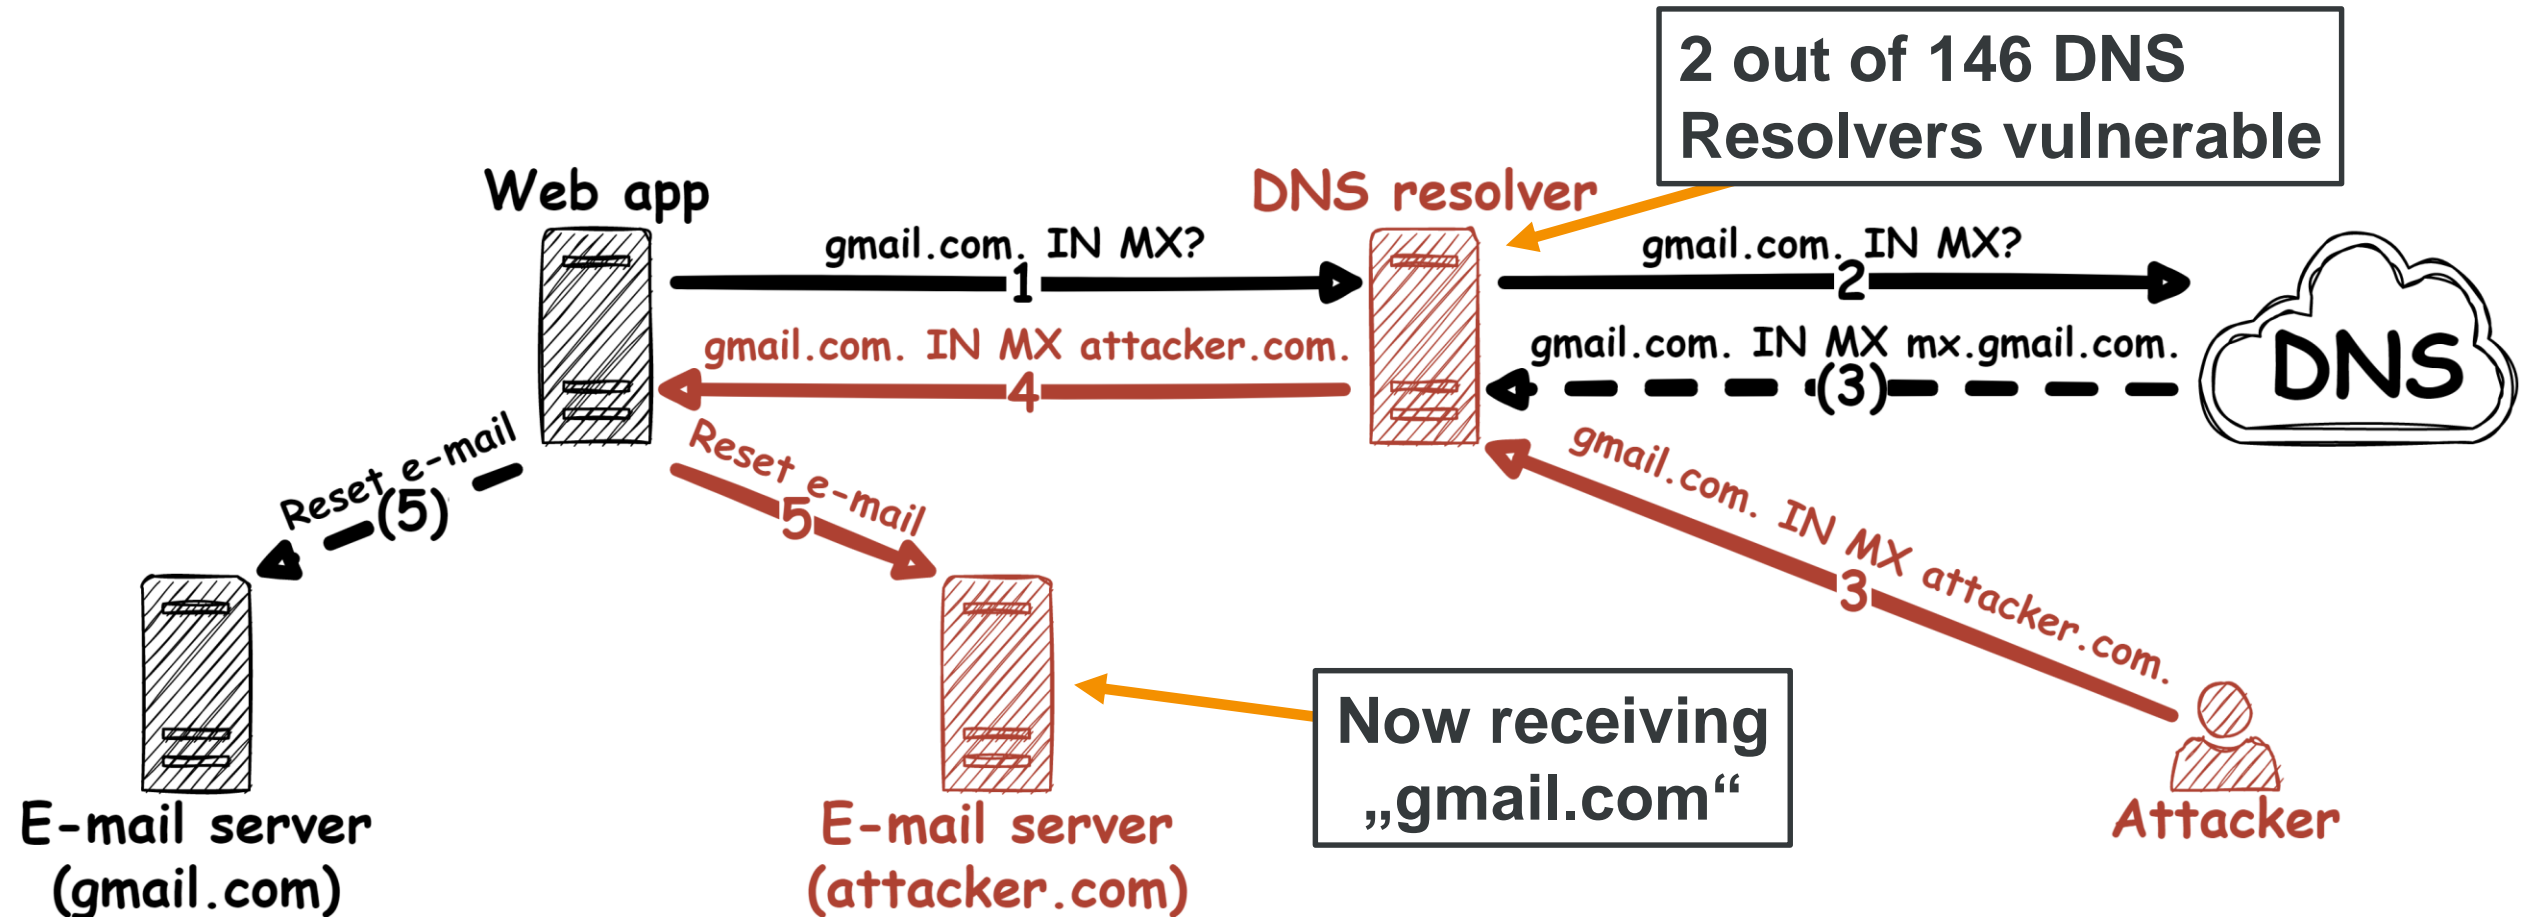 2 out of 146 DNS
Resolvers vulnerable
Web app
DNS resolver
gmail.com. IN MX?
1
gmail.com. IN MX?
2
gmail.com. IN MX attacker.com.
4
gmail.com. IN MX mx.gmail.com.
(3)
DNS
Reset e-mail
(5)
Reset e-mail
5
gmail.com. IN MX attacker.com.
3
Now receiving
„gmail.com“
E-mail server
(gmail.com)
E-mail server
(attacker.com)
Attacker